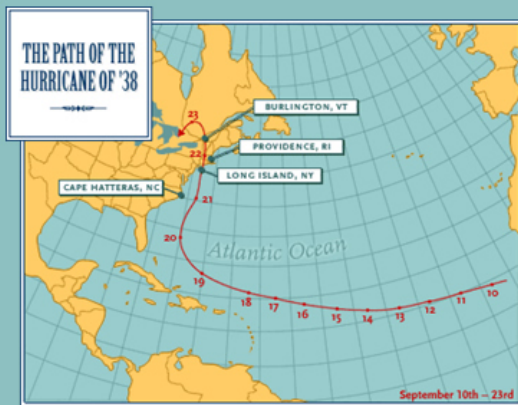 THE PATH OF THE
HURRICANE OF '38
23
BURLINGTON, VT
22
PROVIDENCE, RI
LONG ISLAND, NY
CAPE HATTERAS, NC
21
20
Atlantic Ocean
19
18
17
16
15
14
13
12
11
10
September 10th – 23rd